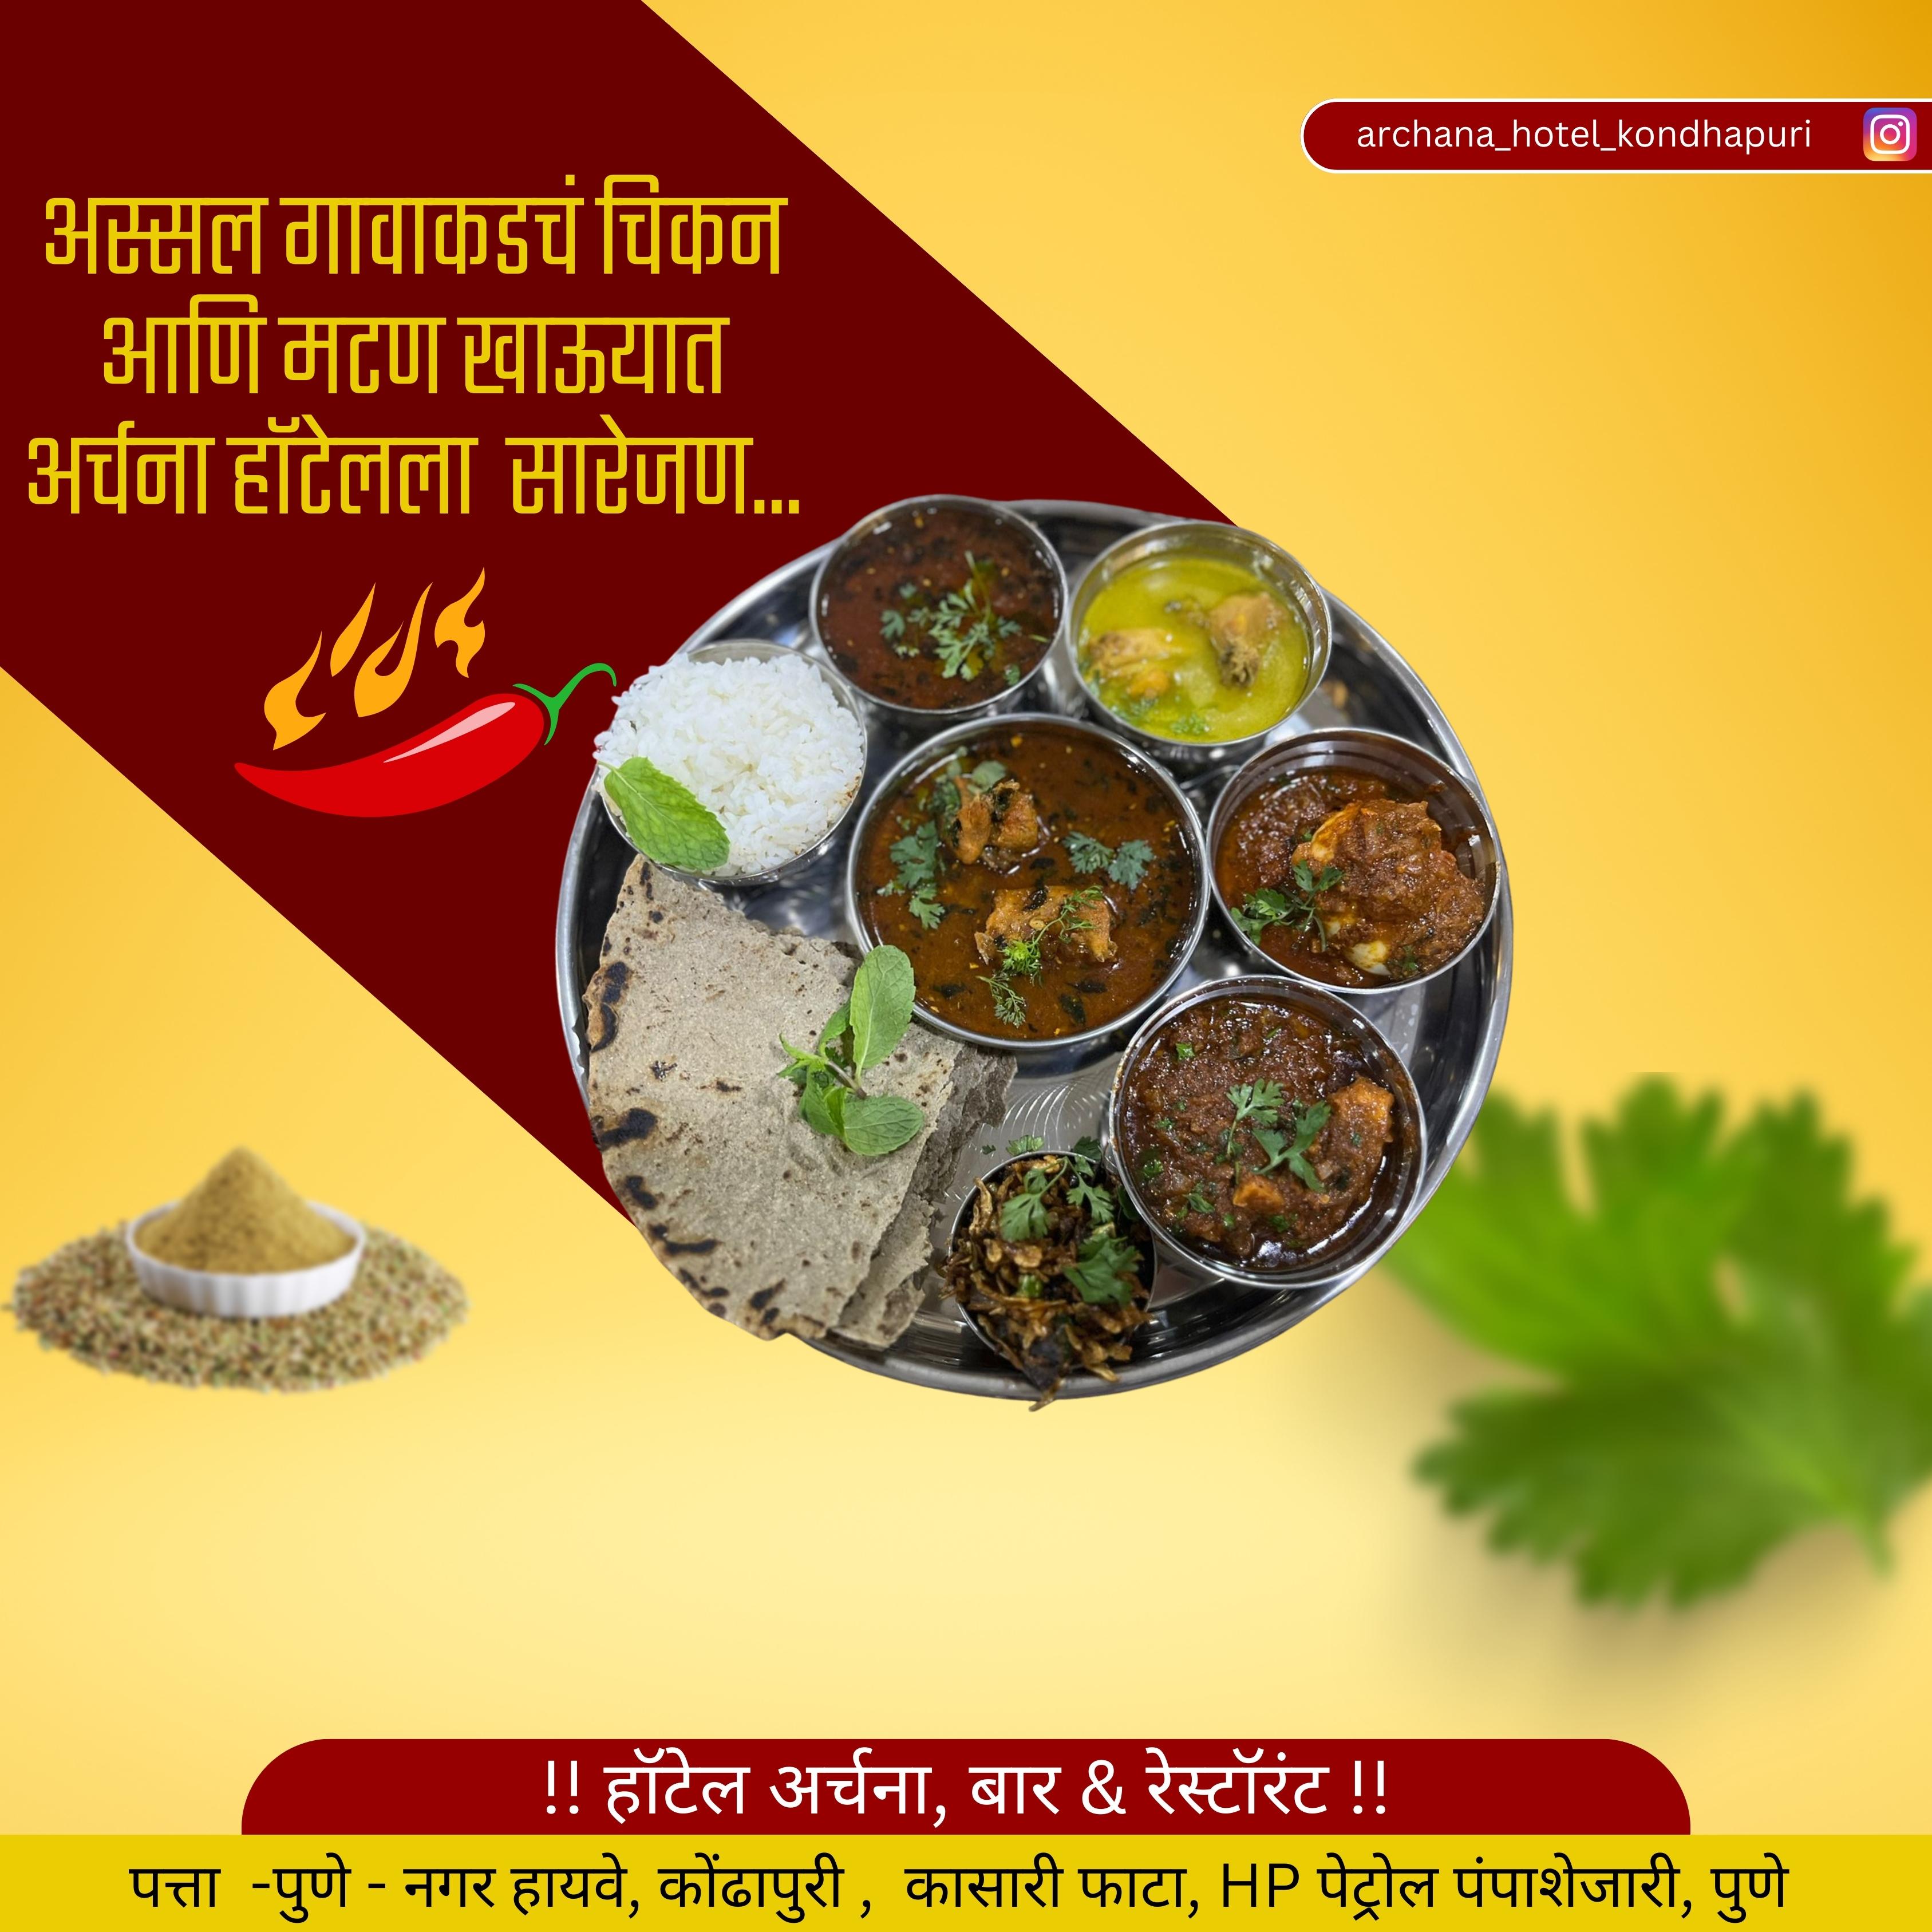 archana_hotel_kondhapuri
अस्सल गावाकडचं चिकन
आणि मटण खाऊयात
अर्चना हॉटेलला सारेजण...
!! हॉटेल अर्चना, बार & रेस्टॉरंट !!
पत्ता -पुणे - नगर हायवे, कोंढापुरी , कासारी फाटा, HP पेट्रोल पंपाशेजारी, पुणे